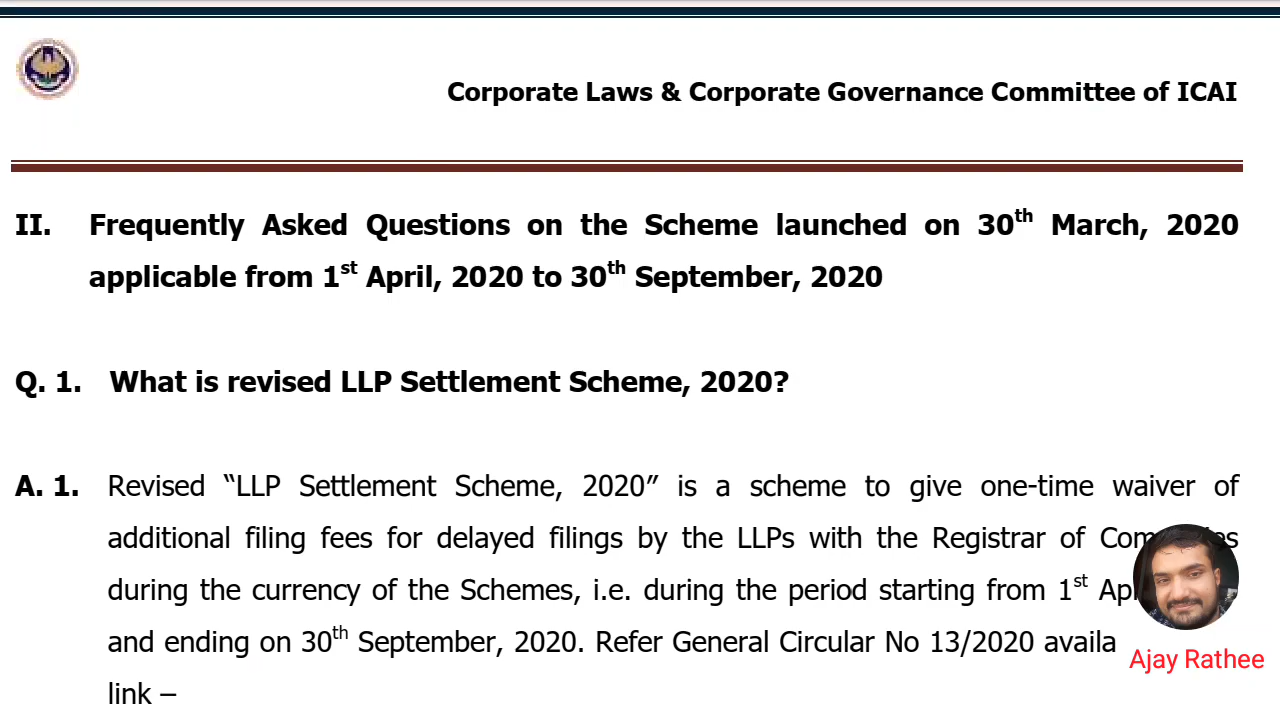 Corporate Laws & Corporate Governance Committee of ICAI
II. Frequently Asked Questions on the Scheme launched on 30th March, 2020
applicable from 1st April, 2020 to 30th September, 2020
Q. 1. What is revised LLP Settlement Scheme, 2020?
A. 1. Revised “LLP Settlement Scheme, 2020” is a scheme to give one-time waiver of
additional filing fees for delayed filings by the LLPs with the Registrar of
during the currency of the Schemes, i.e. during the period starting from 1st
and ending on 30th September, 2020. Refer General Circular No 13/2020
link –
Ajay Rathee